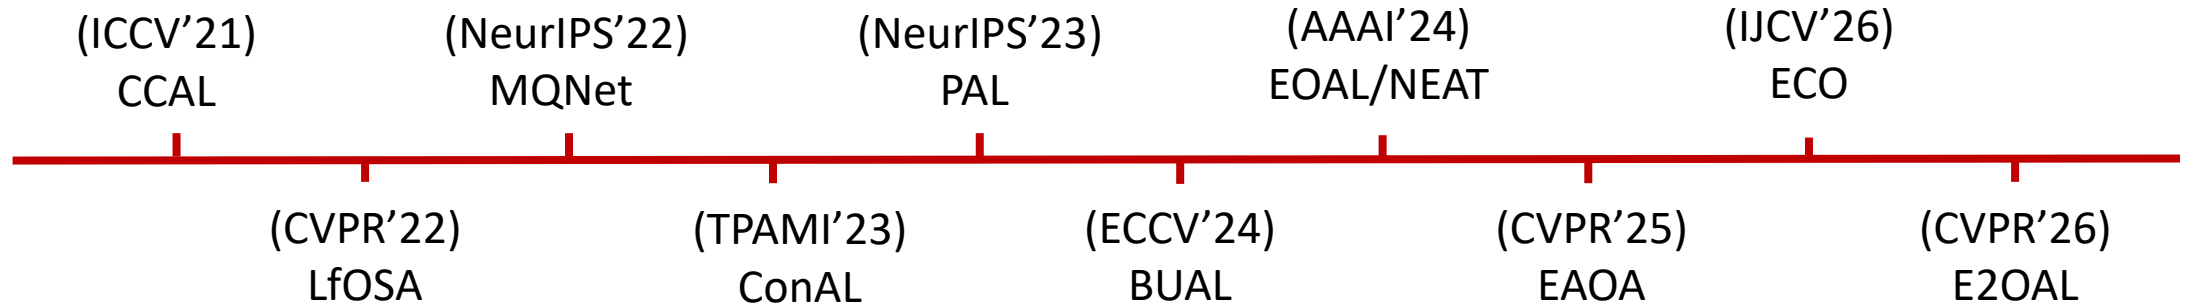 (ICCV’21)
CCAL
(CVPR’22)
LfOSA
(NeurIPS’22)
MQNet
(TPAMI’23)
ConAL
(NeurIPS’23)
PAL
(ECCV’24)
BUAL
(AAAI’24)
EOAL/NEAT
(CVPR’25)
EAOA
(IJCV’26)
ECO
(CVPR’26)
E2OAL